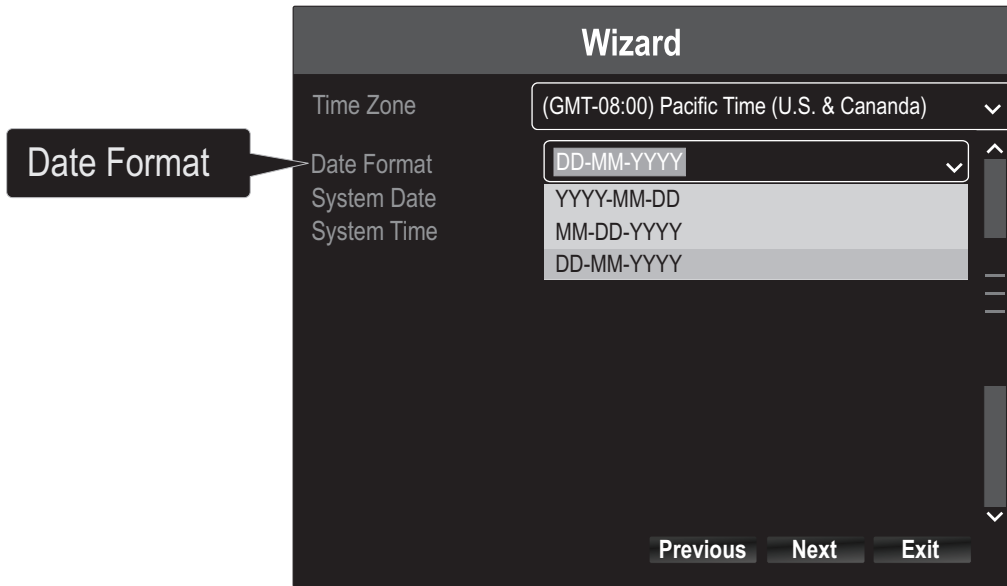 Wizard
Time Zone
(GMT-08:00) Pacific Time (U.S. & Cananda)
Date Format
Date Format
DD-MM-YYYY
System Date
YYYY-MM-DD
System Time
MM-DD-YYYY
DD-MM-YYYY
Previous
Next
Exit